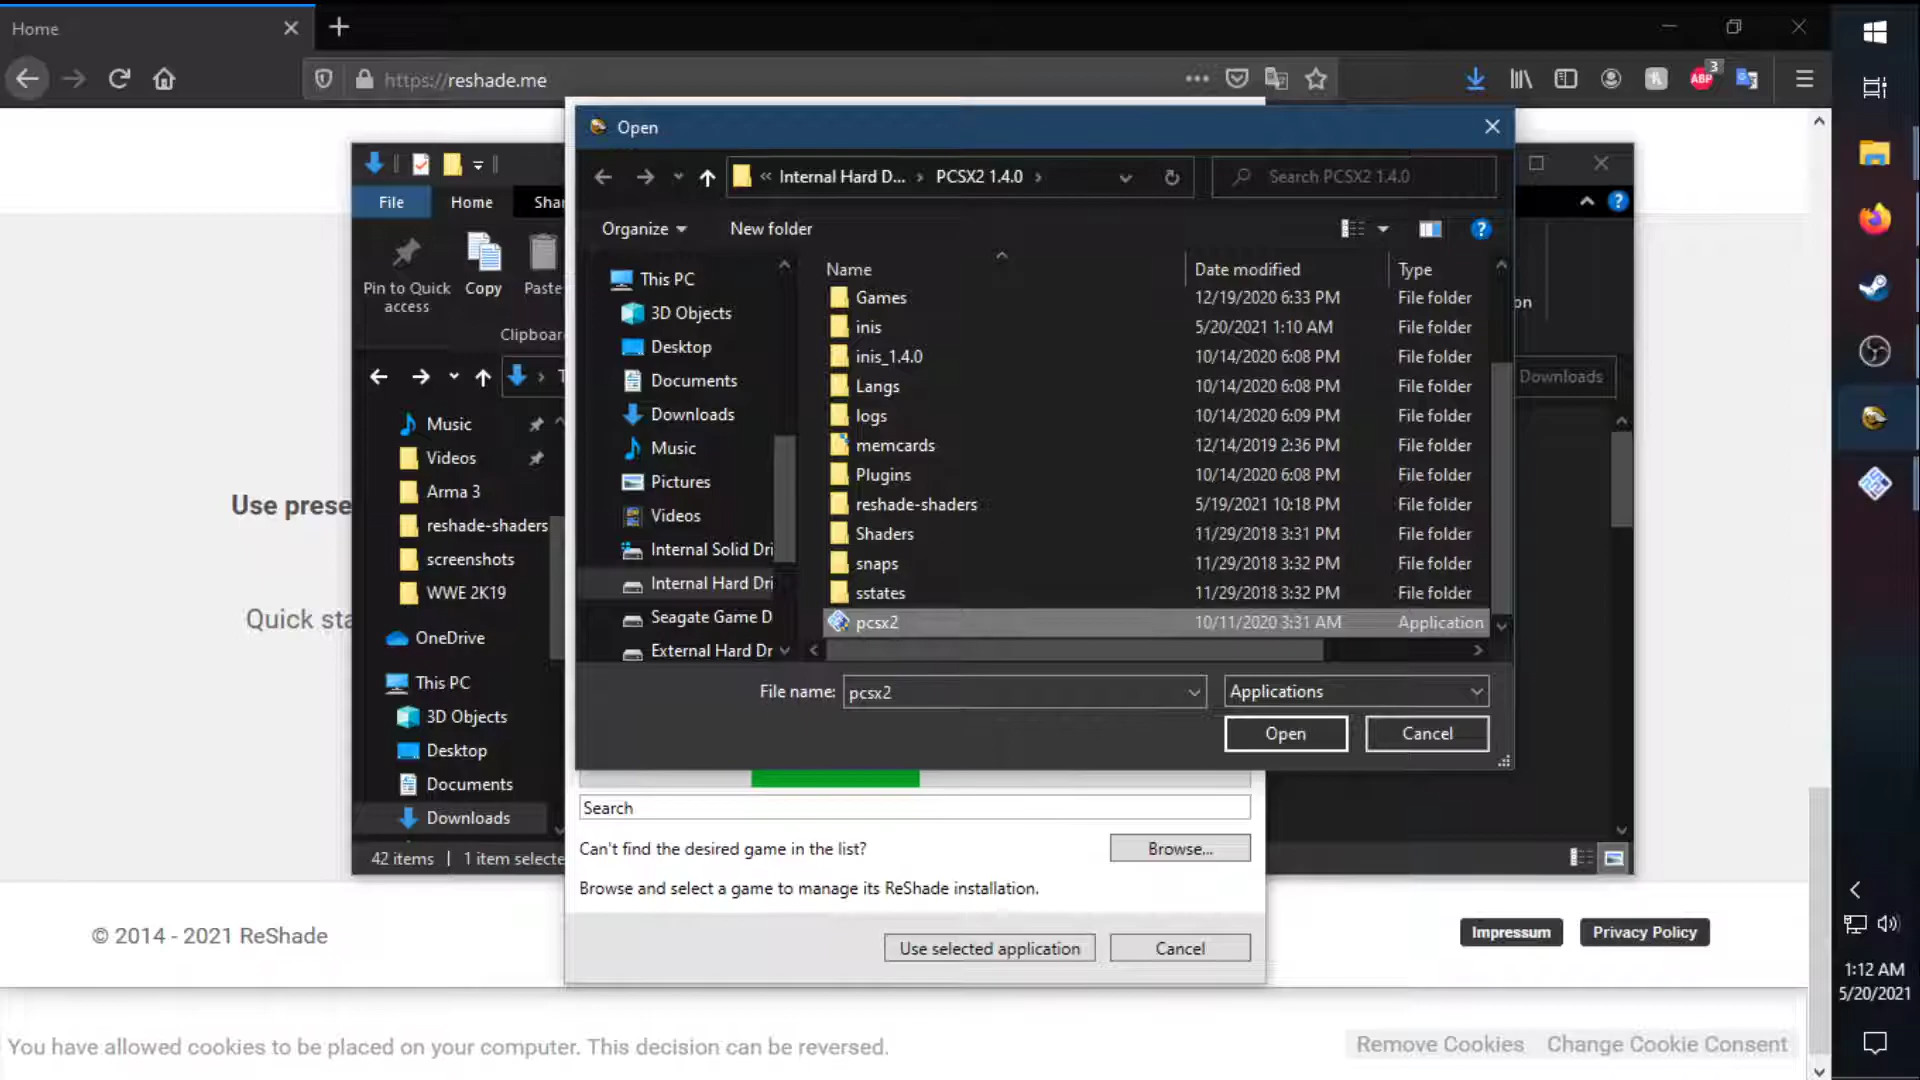 Home
https://reshade.me
3
ABP
Open
Internal Hard D... › PCSX2 1.4.0 ›
Search PCSX2 1.4.0
Organize
New folder
File
Home
Shar
Pin to Quick
access
Copy
Paste
Clipboar
Music
Videos
Arma 3
reshade-shaders
screenshots
WWE 2K19
OneDrive
This PC
3D Objects
Desktop
Documents
Downloads
42 items
1 item selecte
This PC
3D Objects
Desktop
Documents
Downloads
Music
Pictures
Videos
Internal Solid Dri
Internal Hard Dri
Seagate Game D
External Hard Dr
Name Date modified Type
Games 12/19/2020 6:33 PM File folder
inis 5/20/2021 1:10 AM File folder
inis_1.4.0 10/14/2020 6:08 PM File folder
Langs 10/14/2020 6:08 PM File folder
logs 10/14/2020 6:09 PM File folder
memcards 12/14/2019 2:36 PM File folder
Plugins 10/14/2020 6:08 PM File folder
reshade-shaders 5/19/2021 10:18 PM File folder
Shaders 11/29/2018 3:31 PM File folder
snaps 11/29/2018 3:32 PM File folder
sstates 11/29/2018 3:32 PM File folder
pcsx2 10/11/2020 3:31 AM Application
File name: pcsx2
Applications
Open
Cancel
on
Downloads
Use prese
Quick sta
Search
Can't find the desired game in the list?
Browse...
Browse and select a game to manage its ReShade installation.
Use selected application
Cancel
© 2014 - 2021 ReShade
Impressum
Privacy Policy
You have allowed cookies to be placed on your computer. This decision can be reversed.
Remove Cookies
Change Cookie Consent
1:12 AM
5/20/2021